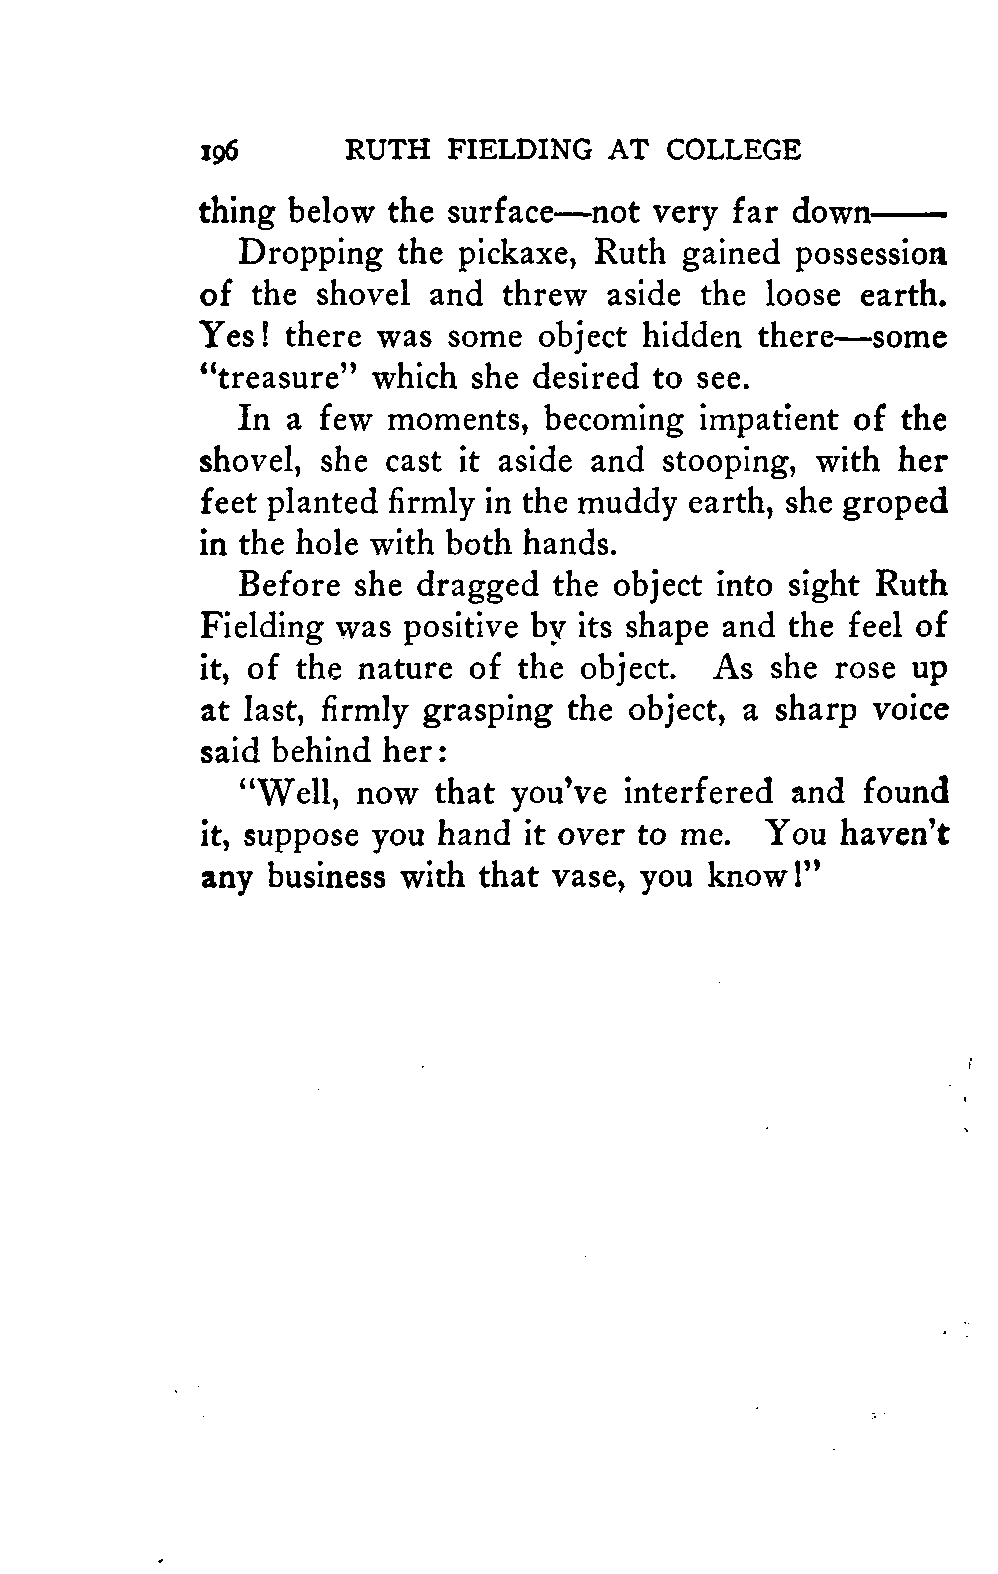 196 RUTH FIELDING AT COLLEGE
thing below the surface—not very far down——
Dropping the pickaxe, Ruth gained possession
of the shovel and threw aside the loose earth.
Yes! there was some object hidden there—some
“treasure” which she desired to see.
In a few moments, becoming impatient of the
shovel, she cast it aside and stooping, with her
feet planted firmly in the muddy earth, she groped
in the hole with both hands.
Before she dragged the object into sight Ruth
Fielding was positive by its shape and the feel of
it, of the nature of the object. As she rose up
at last, firmly grasping the object, a sharp voice
said behind her:
“Well, now that you've interfered and found
it, suppose you hand it over to me. You haven't
any business with that vase, you know!”